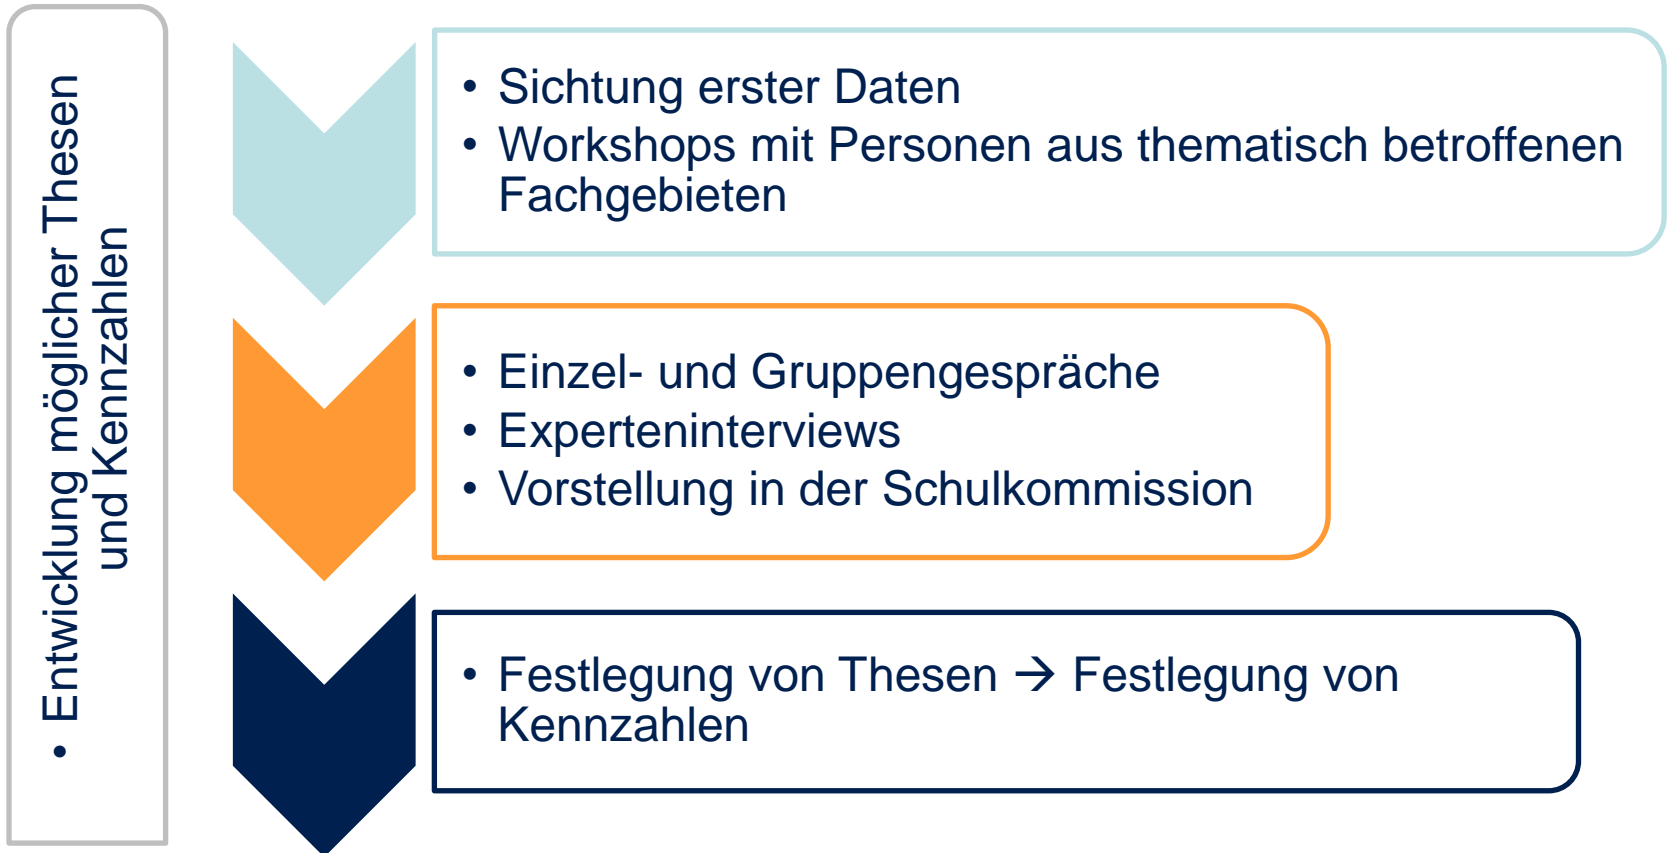 • Entwicklung möglicher Thesen
und Kennzahlen
• Sichtung erster Daten
• Workshops mit Personen aus thematisch betroffenen
Fachgebieten
• Einzel- und Gruppengespräche
• Experteninterviews
• Vorstellung in der Schulkommission
• Festlegung von Thesen → Festlegung von
Kennzahlen